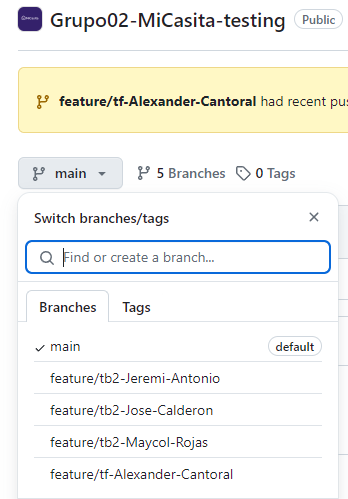 Grupo02-MiCasita-testing Public
feature/tf-Alexander-Cantoral had recent
main 5 Branches 0 Tags
Switch branches/tags
Find or create a branch...
Branches Tags
main default
feature/tb2-Jeremi-Antonio
feature/tb2-Jose-Calderon
feature/tb2-Maycol-Rojas
feature/tf-Alexander-Cantoral